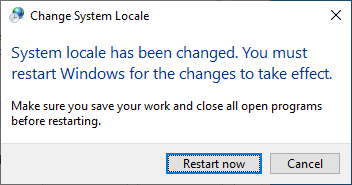 Change System Locale
System locale has been changed. You must
restart Windows for the changes to take effect.
Make sure you save your work and close all open programs
before restarting.
Restart now
Cancel